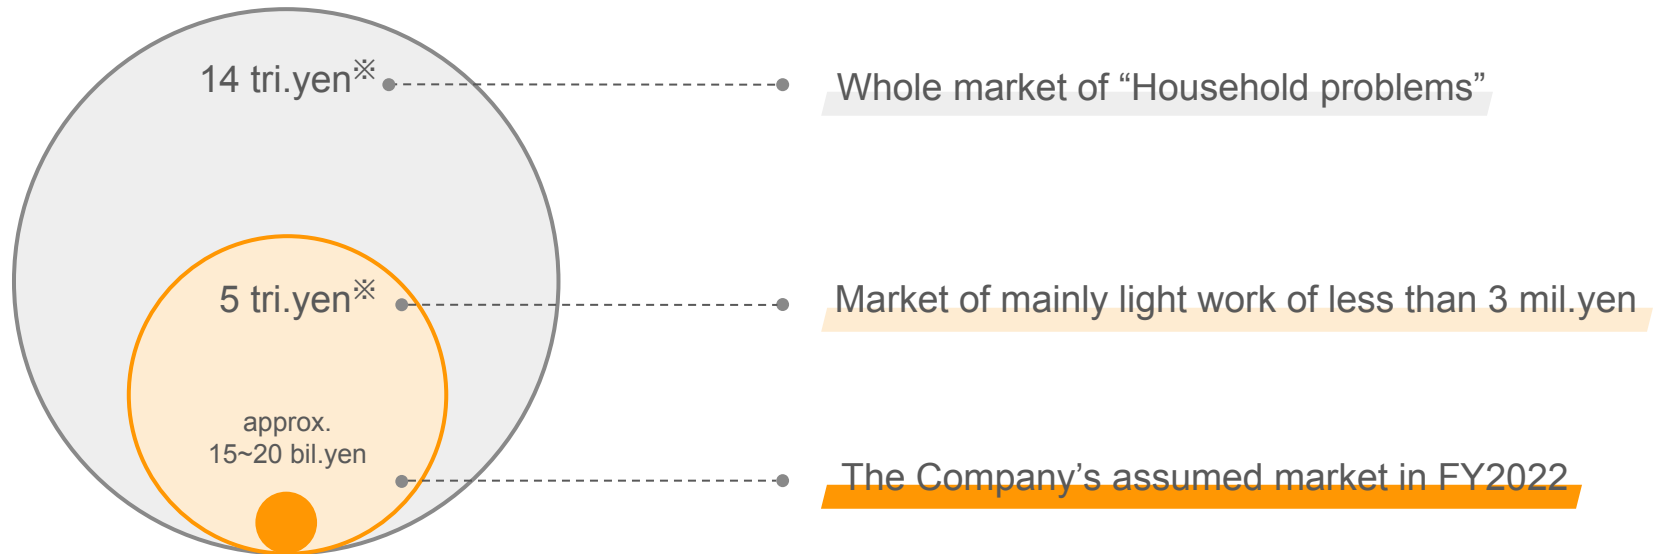 14 tri.yen※
Whole market of “Household problems”
5 tri.yen※
Market of mainly light work of less than 3 mil.yen
approx.
15~20 bil.yen
The Company’s assumed market in FY2022